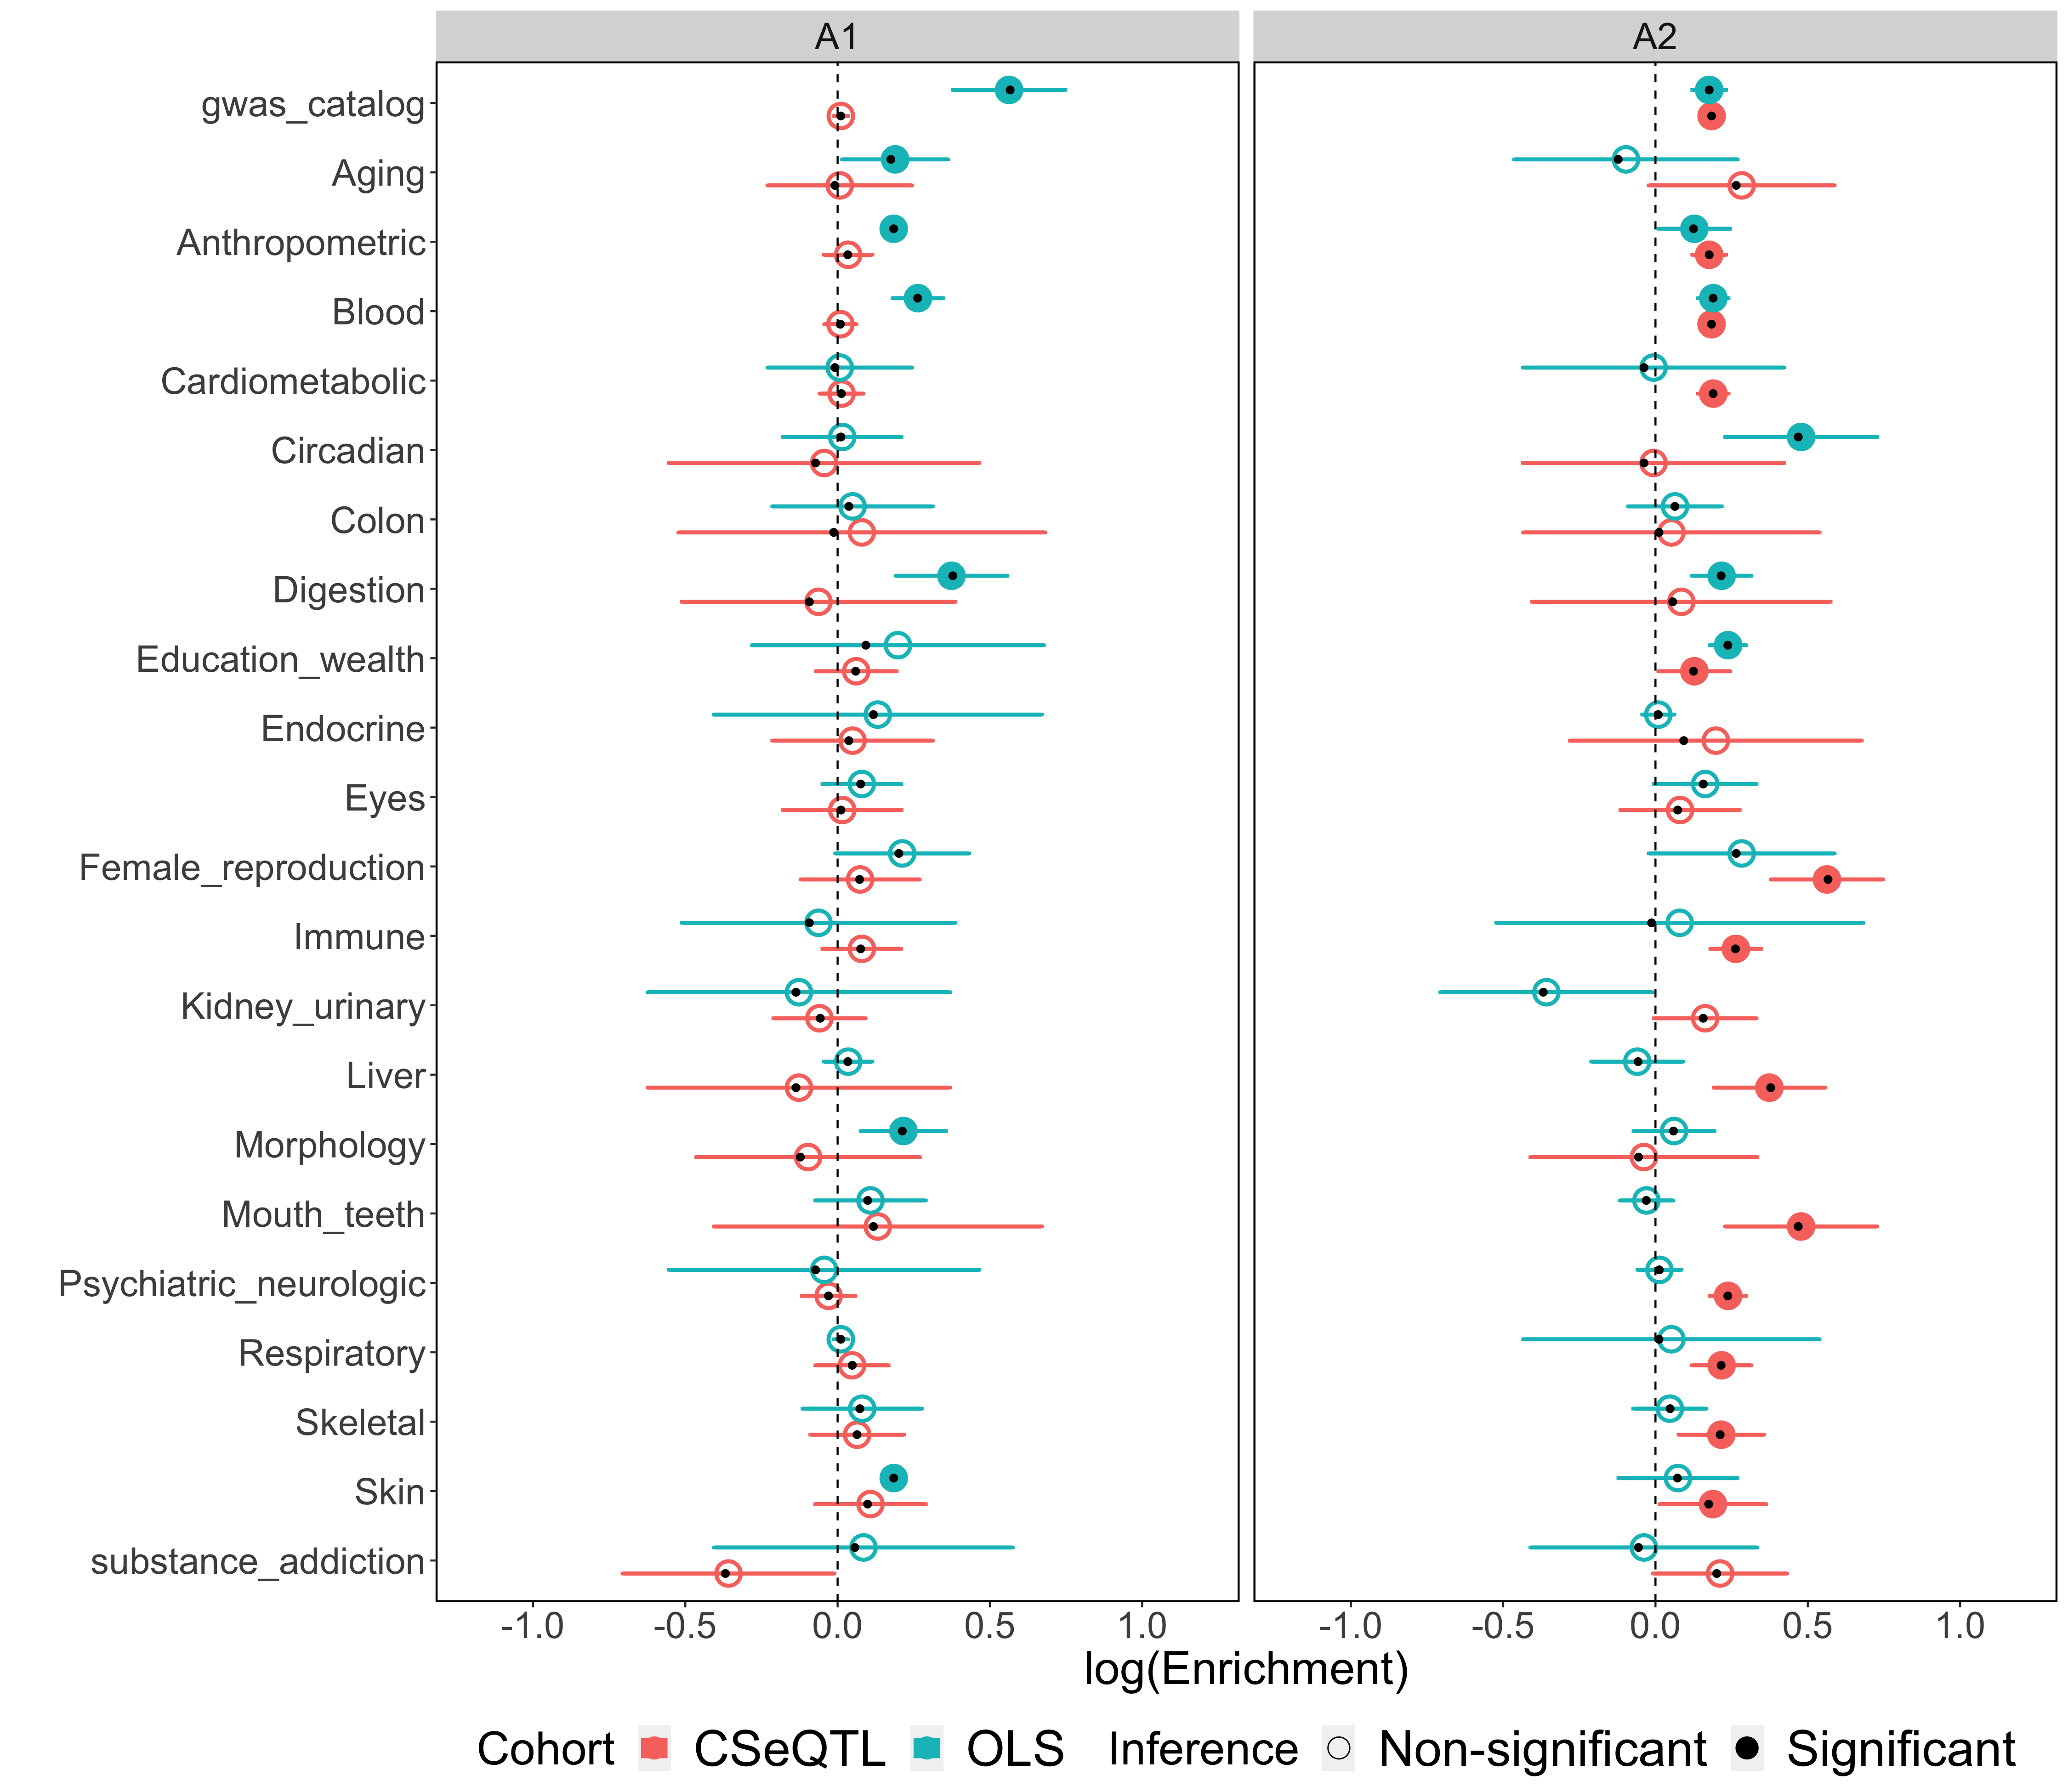 A1 A2
gwas_catalog
Aging
Anthropometric
Blood
Cardiometabolic
Circadian
Colon
Digestion
Education_wealth
Endocrine
Eyes
Female_reproduction
Immune
Kidney_urinary
Liver
Morphology
Mouth_teeth
Psychiatric_neurologic
Respiratory
Skeletal
Skin
substance_addiction
-1.0 -0.5 0.0 0.5 1.0 -1.0 -0.5 0.0 0.5 1.0
log(Enrichment)
Cohort CSeQTL OLS Inference Non-significant Significant